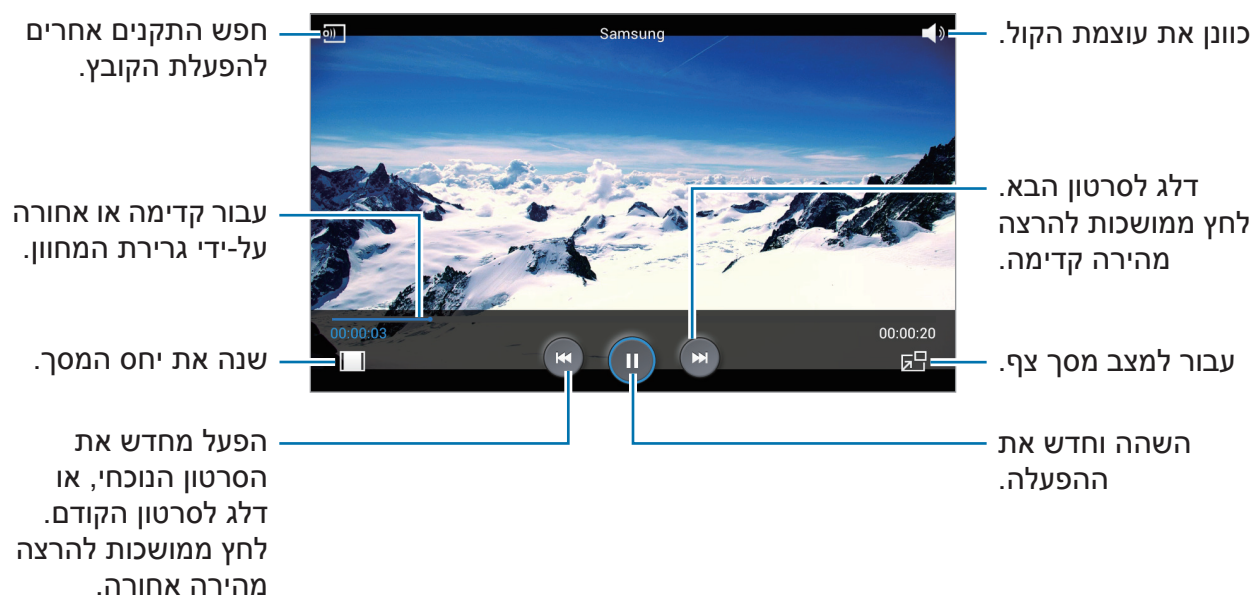 חפש התקנים אחרים
להפעלת הקובץ.
Samsung
כוונן את עוצמת הקול.
דלג לסרטון הבא.
לחץ ממושכות להרצה
מהירה קדימה.
עבור קדימה או אחורה
על-ידי גרירת המחוון.
00:00:03
00:00:20
שנה את יחס המסך.
עבור למצב מסך צף.
הפעל מחדש את
הסרטון הנוכחי, או
דלג לסרטון הקודם.
לחץ ממושכות להרצה
מהירה אחורה.
השהה וחדש את
ההפעלה.